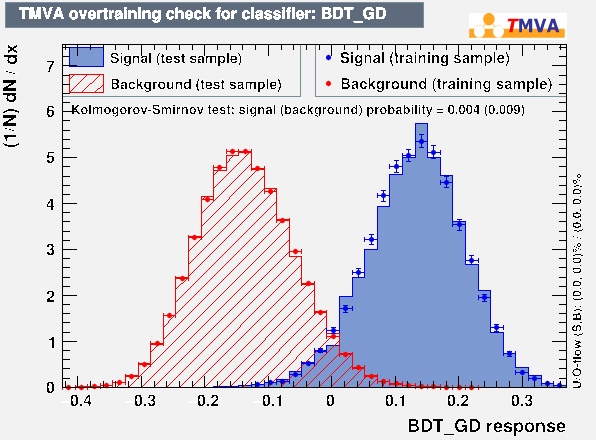 TMVA overtraining check for classifier: BDT_GD
TMVA
Signal (test sample)
Background (test sample)
Signal (training sample)
Background (training sample)
Kolmogorov-Smirnov test: signal (background) probability = 0.004 (0.009)
(1/N) dN / dx
7
6
5
4
3
2
1
0
-0.4 0.3 -0.2 0.1 0 0.1 0.2 0.3
BDT_GD response
U/O-flow (S,B): (0.0, 0.0)% / (0.0, 0.0)%